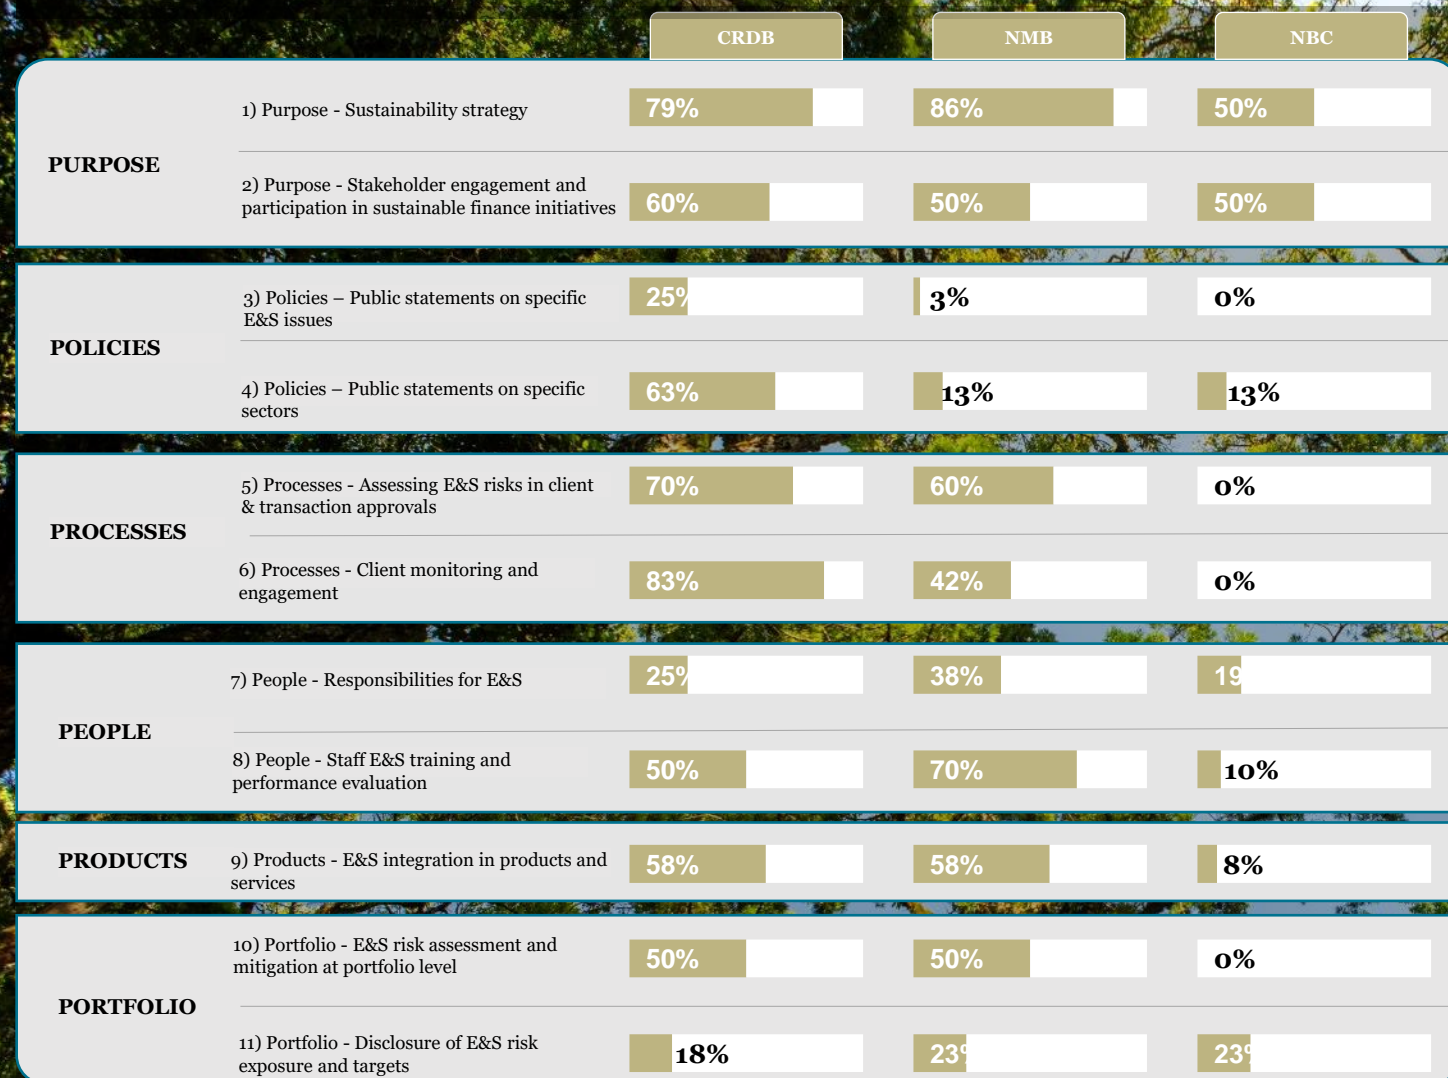 CRDB NMB NBC
PURPOSE
1) Purpose - Sustainability strategy
79% 86% 50%
2) Purpose - Stakeholder engagement and
participation in sustainable finance initiatives
60% 50% 50%
POLICIES
3) Policies – Public statements on specific
E&S issues
25% 3% 0%
4) Policies – Public statements on specific
sectors
63% 13% 13%
PROCESSES
5) Processes - Assessing E&S risks in client
& transaction approvals
70% 60% 0%
6) Processes - Client monitoring and
engagement
83% 42% 0%
PEOPLE
7) People - Responsibilities for E&S
25% 38% 19
8) People - Staff E&S training and
performance evaluation
50% 70% 10%
PRODUCTS
9) Products - E&S integration in products and
services
58% 58% 8%
PORTFOLIO
10) Portfolio - E&S risk assessment and
mitigation at portfolio level
50% 50% 0%
11) Portfolio - Disclosure of E&S risk
exposure and targets
18% 23% 23%